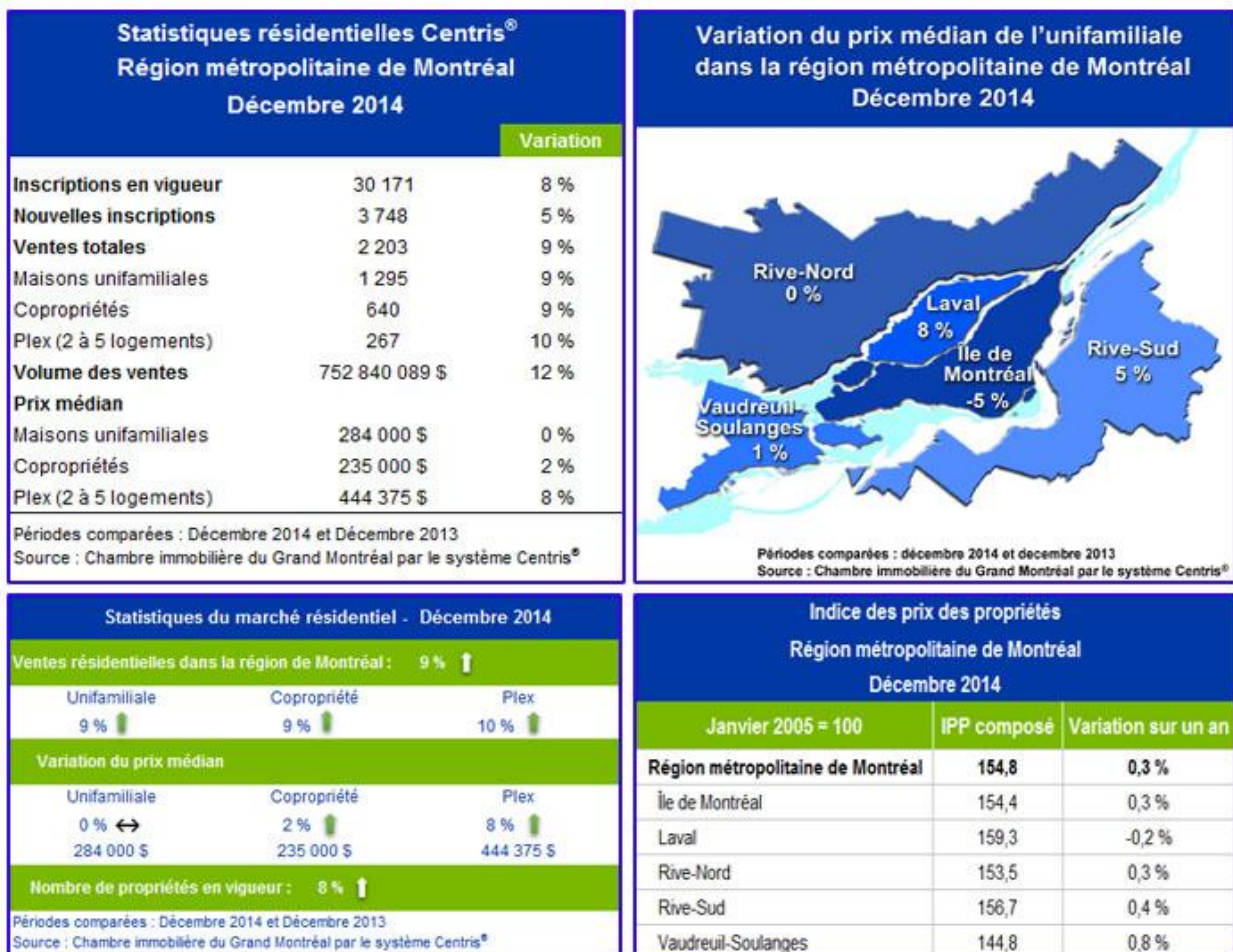 Statistiques résidentielles Centris®
Région métropolitaine de Montréal
Décembre 2014
Variation
Inscriptions en vigueur 30 171 8 %
Nouvelles inscriptions 3 748 5 %
Ventes totales 2 203 9 %
Maisons unifamiliales 1 295 9 %
Copropriétés 640 9 %
Plex (2 à 5 logements) 267 10 %
Volume des ventes 752 840 089 $ 12 %
Prix médian
Maisons unifamiliales 284 000 $ 0 %
Copropriétés 235 000 $ 2 %
Plex (2 à 5 logements) 444 375 $ 8 %
Périodes comparées : Décembre 2014 et Décembre 2013
Source : Chambre immobilière du Grand Montréal par le système Centris®
Variation du prix médian de l'unifamiliale
dans la région métropolitaine de Montréal
Décembre 2014
Rive-Nord
0 %
Laval
8 %
Île de
Montréal
-5 %
Rive-Sud
5 %
Vaudreuil-
Soulanges
1 %
Périodes comparées : décembre 2014 et decembre 2013
Source : Chambre immobilière du Grand Montréal par le système Centris®
Statistiques du marché résidentiel - Décembre 2014
Ventes résidentielles dans la région de Montréal : 9 %
Unifamiliale Copropriété Plex
9 % 9 % 10 %
Variation du prix médian
Unifamiliale Copropriété Plex
0 % 2 % 8 %
284 000 $ 235 000 $ 444 375 $
Nombre de propriétés en vigueur : 8 %
Périodes comparées : Décembre 2014 et Décembre 2013
Source : Chambre immobilière du Grand Montréal par le système Centris®
Indice des prix des propriétés
Région métropolitaine de Montréal
Décembre 2014
Janvier 2005 = 100 IPP composé Variation sur un an
Région métropolitaine de Montréal 154,8 0,3 %
Île de Montréal 154,4 0,3 %
Laval 159,3 -0,2 %
Rive-Nord 153,5 0,3 %
Rive-Sud 156,7 0,4 %
Vaudreuil-Soulanges 144,8 0,8 %